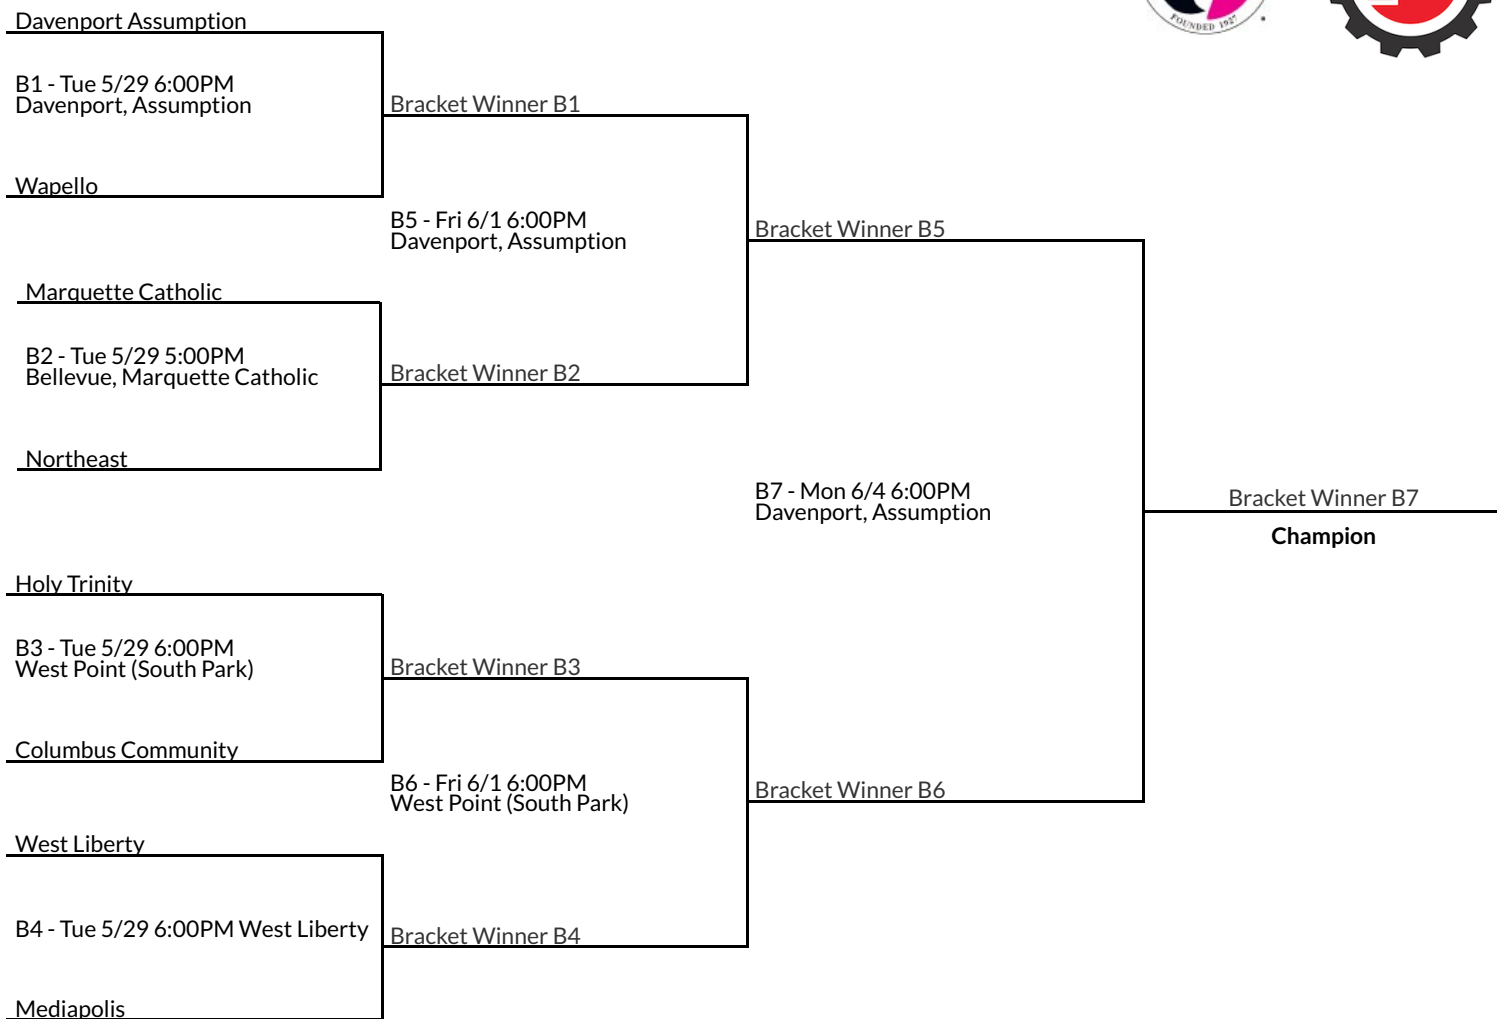 Davenport Assumption
B1 - Tue 5/29 6:00PM
Davenport, Assumption
Wapello
Bracket Winner B1
B5 - Fri 6/1 6:00PM
Davenport, Assumption
Marquette Catholic
B2 - Tue 5/29 5:00PM
Bellevue, Marquette Catholic
Northeast
Bracket Winner B2
Bracket Winner B5
B7 - Mon 6/4 6:00PM
Davenport, Assumption
Bracket Winner B7
Champion
Holy Trinity
B3 - Tue 5/29 6:00PM
West Point (South Park)
Columbus Community
Bracket Winner B3
B6 - Fri 6/1 6:00PM
West Point (South Park)
Bracket Winner B6
West Liberty
B4 - Tue 5/29 6:00PM West Liberty
Mediapolis
Bracket Winner B4
FOUNDED 1927